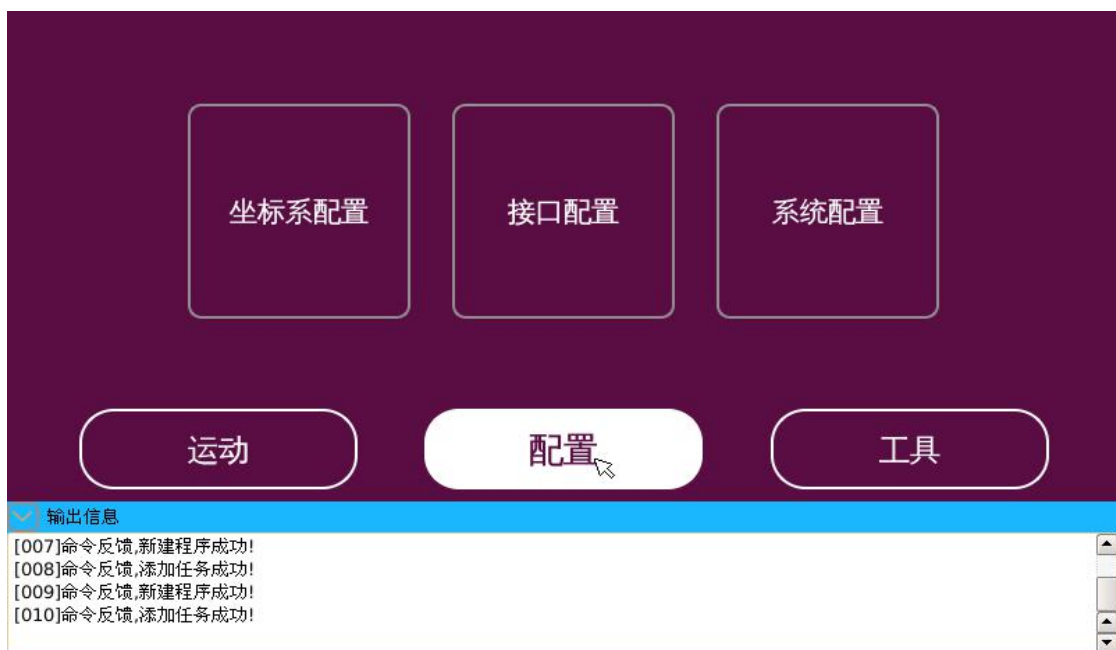 坐标系配置
接口配置
系统配置
运动
配置
工具
输出信息
[007]命令反馈,新建程序成功!
[008]命令反馈,添加任务成功!
[009]命令反馈,新建程序成功!
[010]命令反馈,添加任务成功!